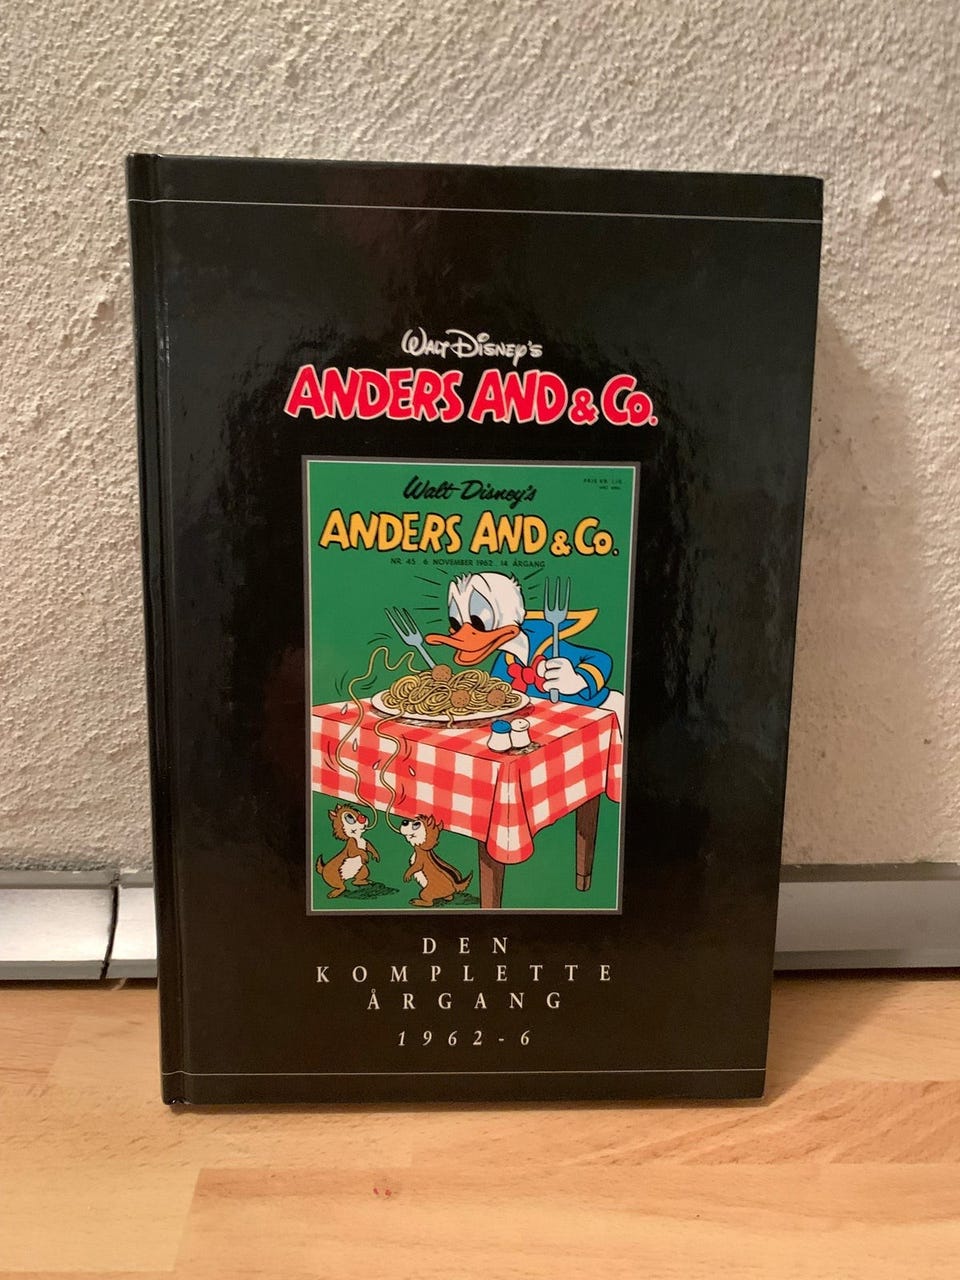 WALT DISNEY'S
ANDERS AND & Co.
Walt Disney's
ANDERS AND & Co.
NR. 45 6 NOVEMBER 1962 14 ÅRGANG
DEN
KOMPLETTE
ÅRGANG
1962-6